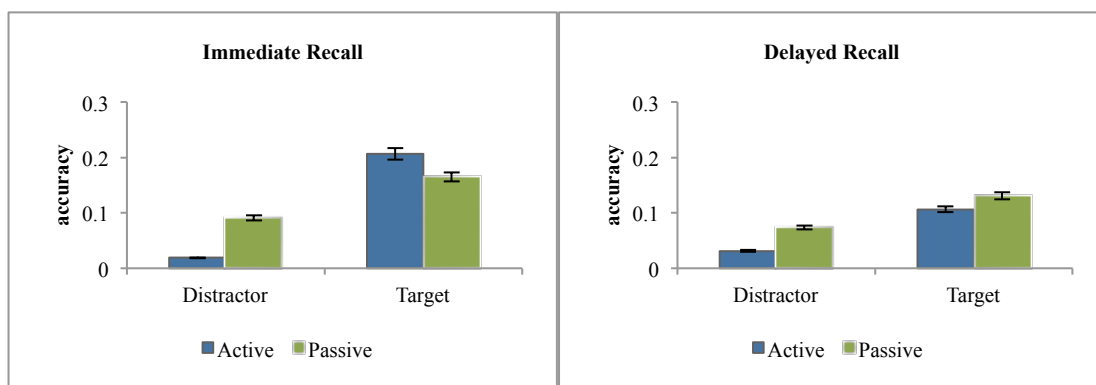 Immediate Recall
accuracy
0.3
0.2
0.1
0
Distractor Target
Active Passive
Delayed Recall
accuracy
0.3
0.2
0.1
0
Distractor Target
Active Passive